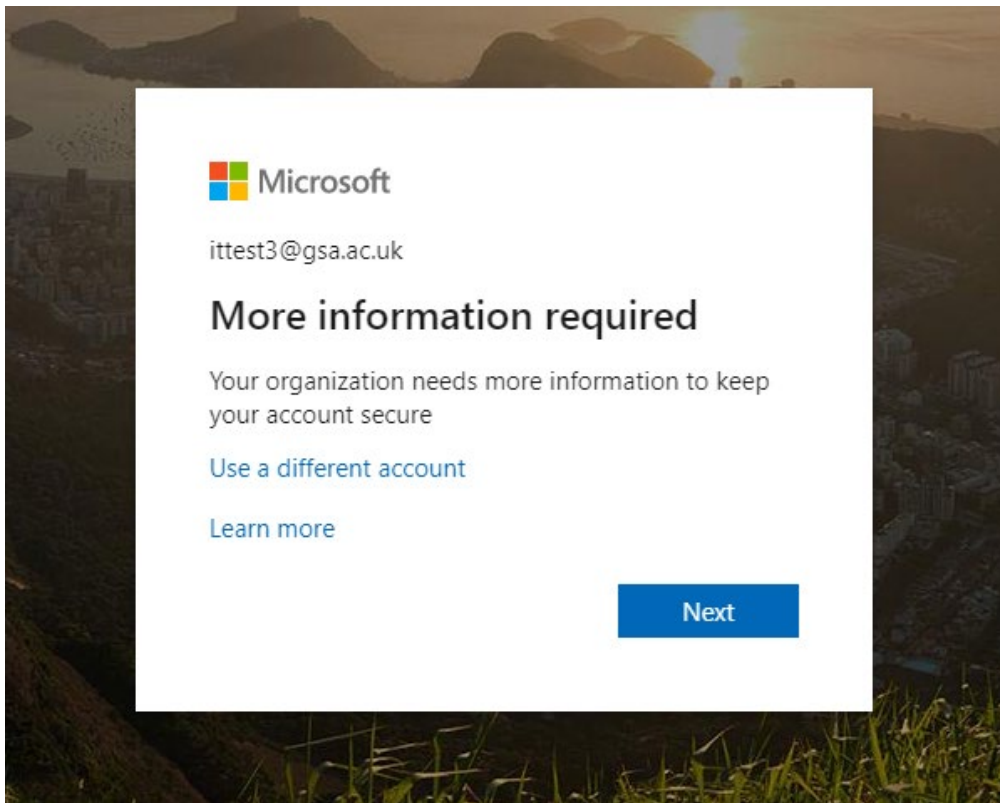 Microsoft
ittest3@gsa.ac.uk
More information required
Your organization needs more information to keep
your account secure
Use a different account
Learn more
Next